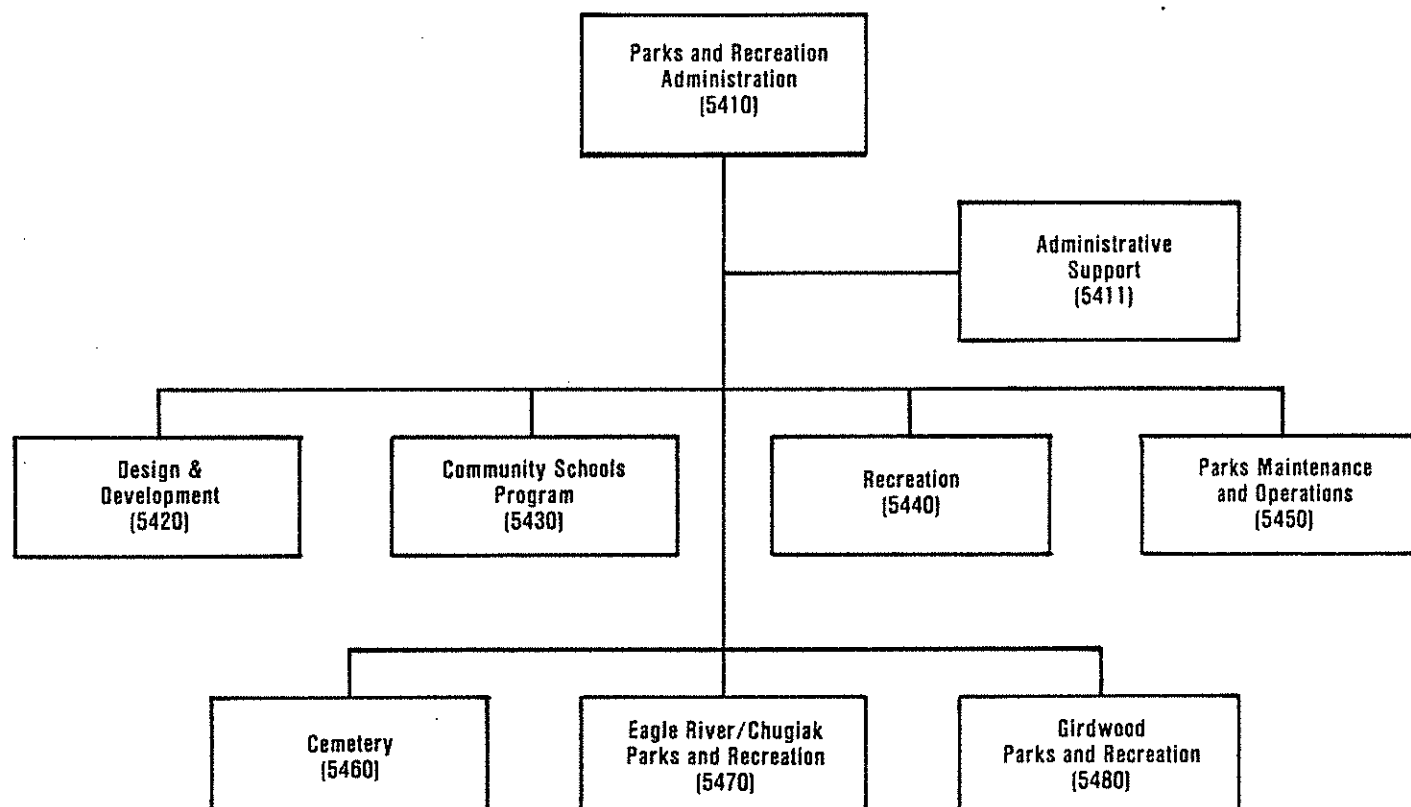 Parks and Recreation
Administration
(5410)
Administrative
Support
(5411)
Design &
Development
(5420)
Community Schools
Program
(5430)
Recreation
(5440)
Parks Maintenance
and Operations
(5450)
Cemetery
(5460)
Eagle River/Chugiak
Parks and Recreation
(5470)
Girdwood
Parks and Recreation
(5480)